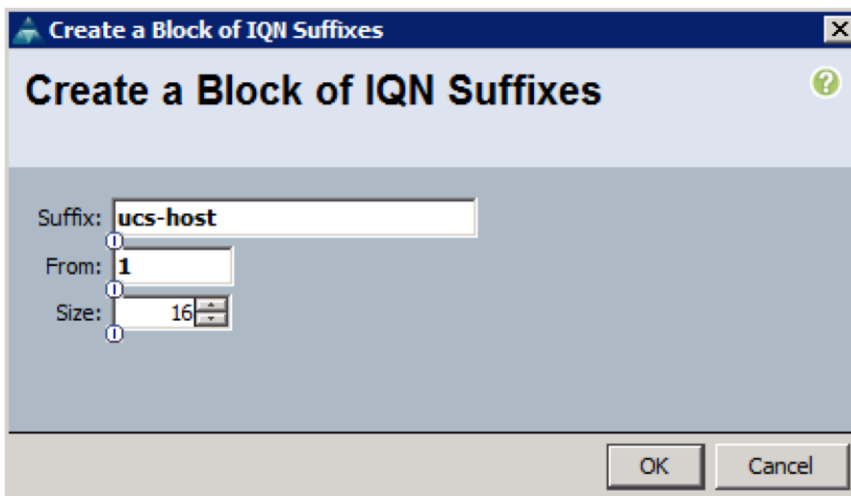 Create a Block of IQN Suffixes
Create a Block of IQN Suffixes
Suffix: ucs-host
From: 1
Size: 16
OK Cancel